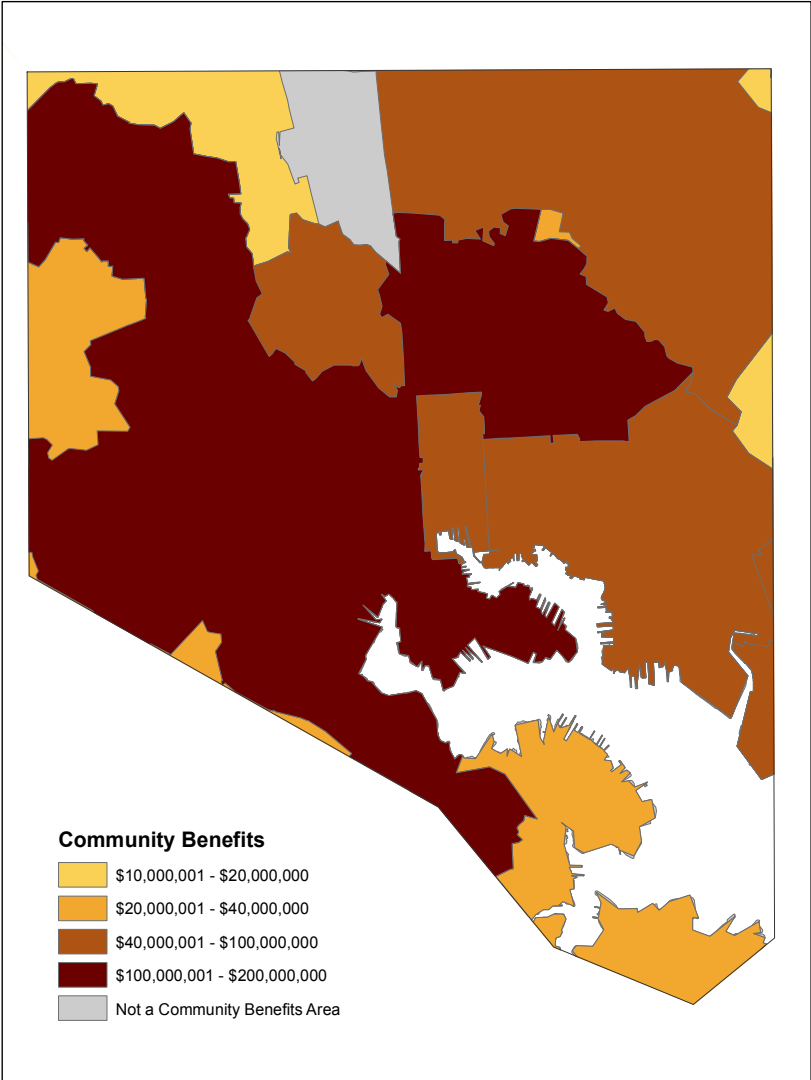 Community Benefits
$10,000,001 - $20,000,000
$20,000,001 - $40,000,000
$40,000,001 - $100,000,000
$100,000,001 - $200,000,000
Not a Community Benefits Area